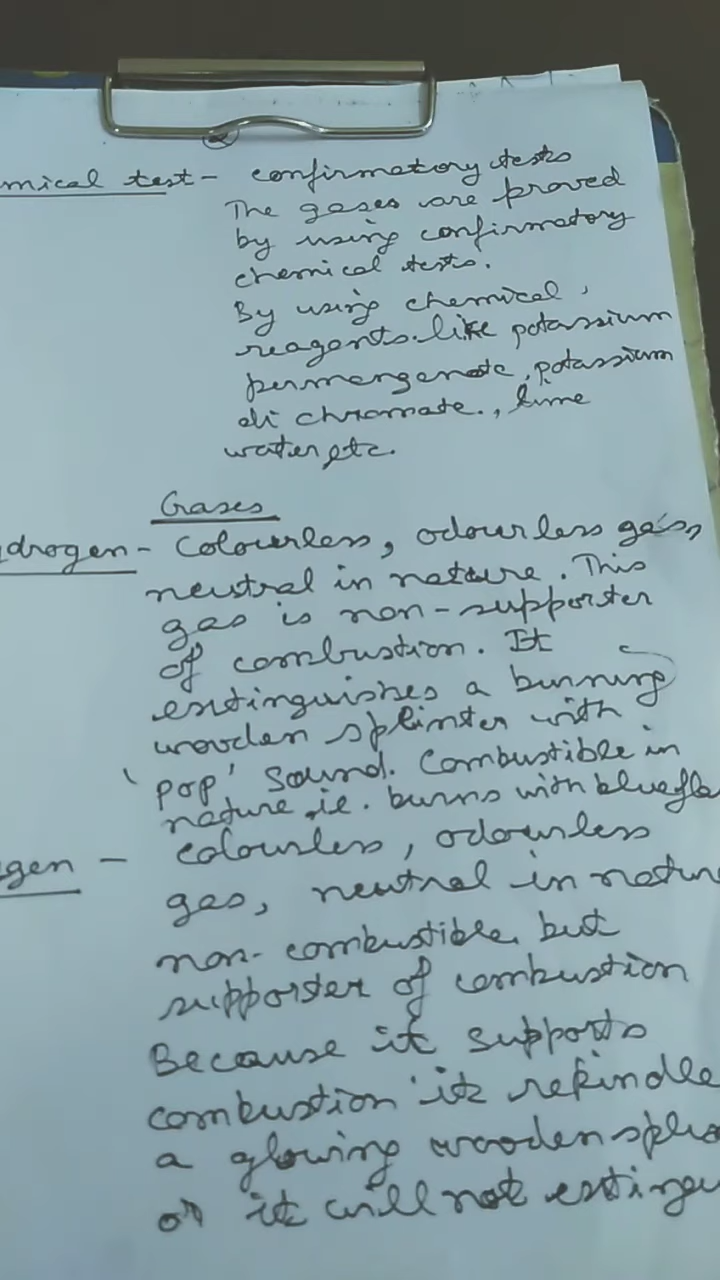 2
mical test- confirmatory tests
The gases are proved
by using confirmatory
chemical tests.
By using chemical,
reagents. like potassium
permangenate, potassium
di chromate., lime
water, etc.
Gases
drogen- Colourless, odourless gas,
neutral in nature. This
gas is non-supporter
of combustion. It
extinguishes a burning
wooden splinter with
'pop' sound. Combustible in
nature, ie. burns with blue fla
gen - colourless, odourless
gas, neutral in natur
non-combustible but
supporter of combustion
Because it supports
combustion it rekindle
a glowing wooden spli
or it will not extingu